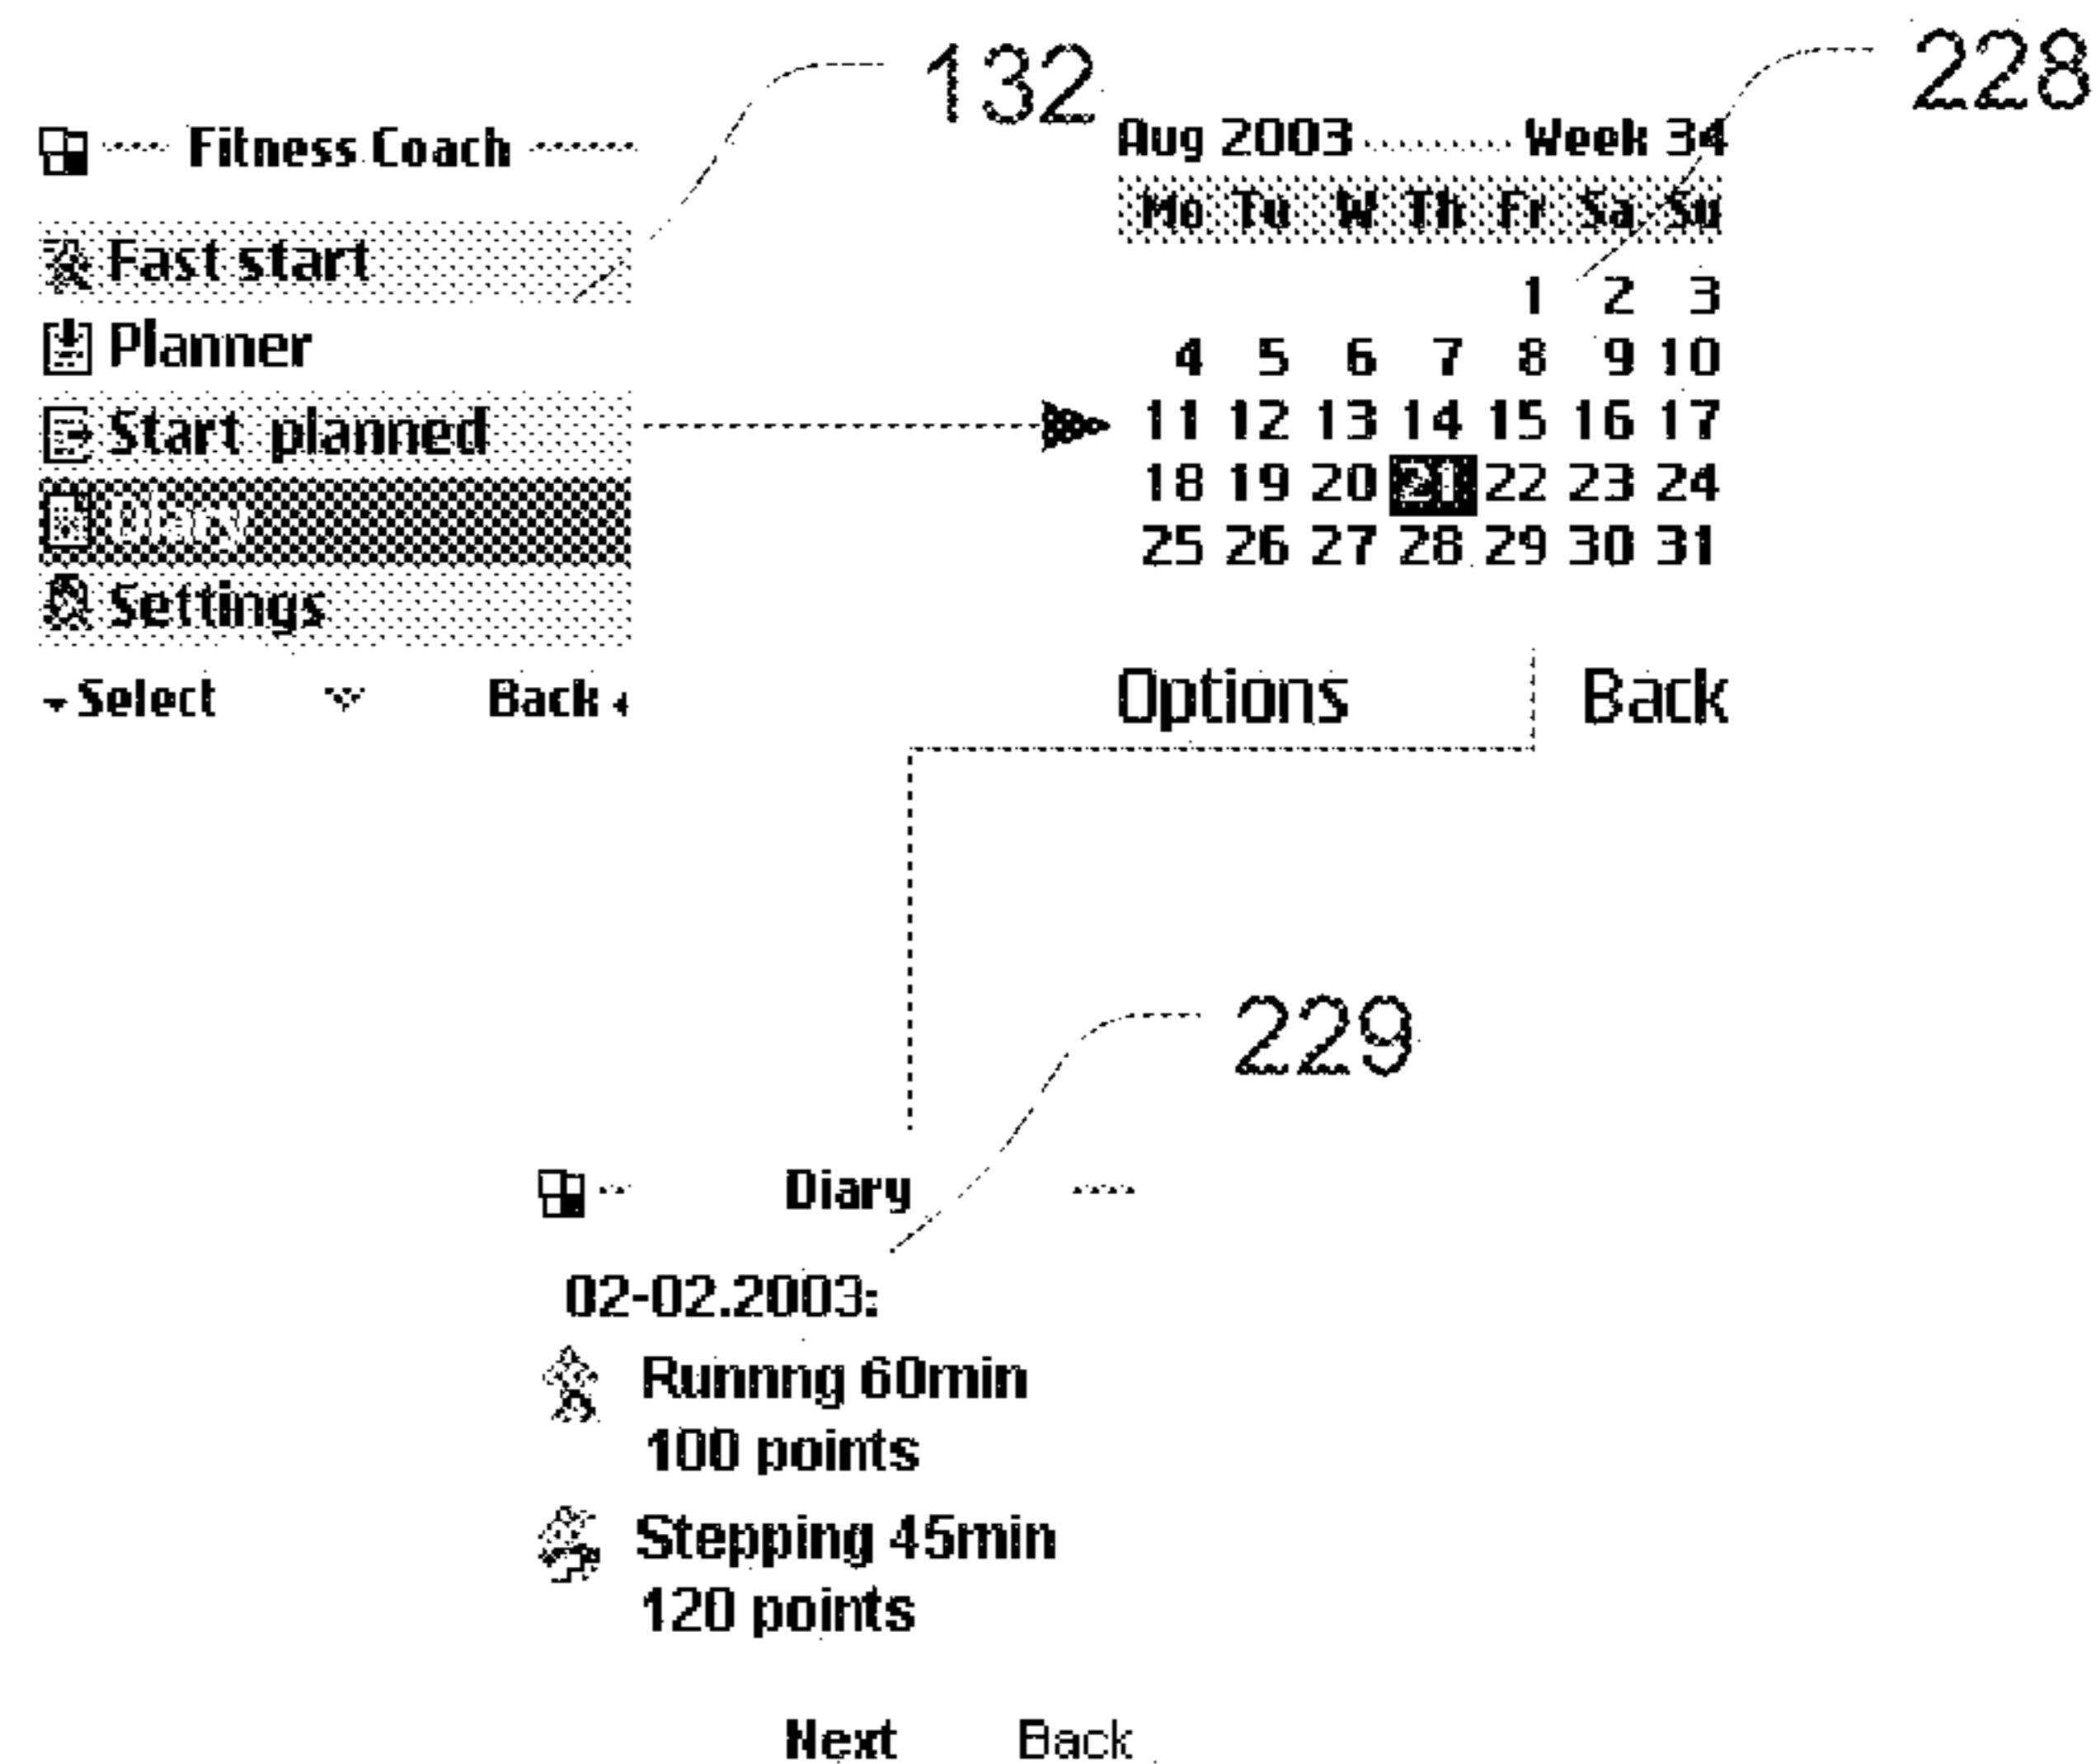 132
Fitness Coach
Fast start
Planner
Start planned
Diary
Settings
Select Back
228
Aug 2003 Week 34
Mo Tu W Th Fr Sa Su
1 2 3
4 5 6 7 8 9 10
11 12 13 14 15 16 17
18 19 20 21 22 23 24
25 26 27 28 29 30 31
Options Back
229
Diary
02-02.2003:
Runnng 60min
100 points
Stepping 45min
120 points
Next Back